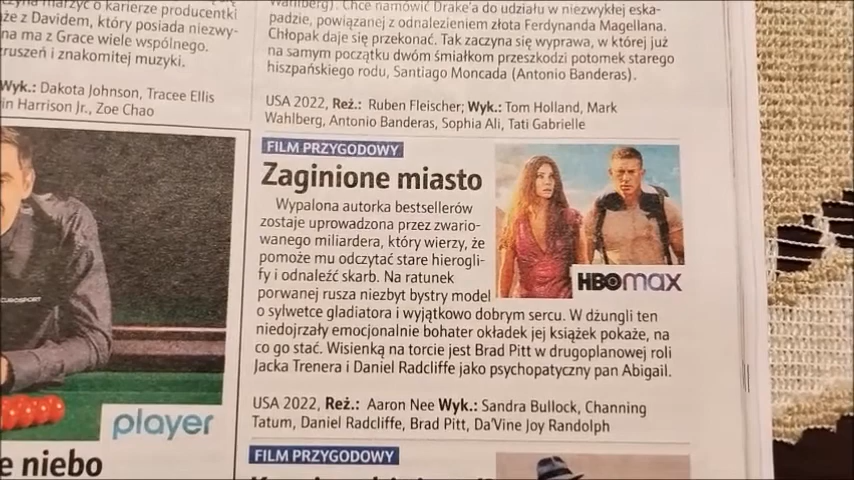 marzyć o karierze producentki
że z Davidem, który posiada niezwy-
na ma z Grace wiele wspólnego.
ruszeń i znakomitej muzyki.
Wyk.: Dakota Johnson, Tracee Ellis
in Harrison Jr., Zoe Chao
EUROSPORT
player
e niebo
Wahlberg). Chce namówić Drake'a do udziału w niezwykłej eska-
padzie, powiązanej z odnalezieniem złota Ferdynanda Magellana.
Chłopak daje się przekonać. Tak zaczyna się wyprawa, w której już
na samym początku dwóm śmiałkom przeszkodzi potomek starego
hiszpańskiego rodu, Santiago Moncada (Antonio Banderas).
USA 2022, Reż.: Ruben Fleischer; Wyk.: Tom Holland, Mark
Wahlberg, Antonio Banderas, Sophia Ali, Tati Gabrielle
FILM PRZYGODOWY
Zaginione miasto
Wypalona autorka bestsellerów
zostaje uprowadzona przez zwario-
wanego miliardera, który wierzy, że
pomoże mu odczytać stare hierogli-
fy i odnaleźć skarb. Na ratunek
porwanej rusza niezbyt bystry model
o sylwetce gladiatora i wyjątkowo dobrym sercu. W dżungli ten
niedojrzały emocjonalnie bohater okładek jej książek pokaże, na
co go stać. Wisienką na torcie jest Brad Pitt w drugoplanowej roli
Jacka Trenera i Daniel Radcliffe jako psychopatyczny pan Abigail.
HBOmax
USA 2022, Reż.: Aaron Nee Wyk.: Sandra Bullock, Channing
Tatum, Daniel Radcliffe, Brad Pitt, Da'Vine Joy Randolph
FILM PRZYGODOWY